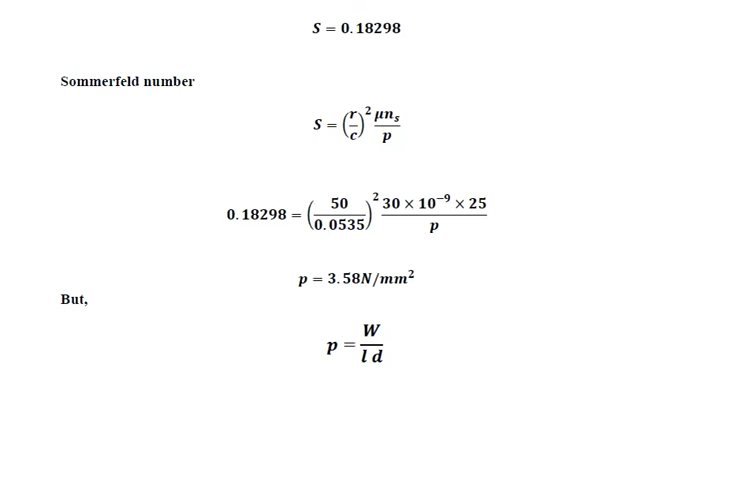 S = 0.18298
Sommerfeld number
S = (r/c)² μnₛ/p
0.18298 = (50/0.0535)² 30 × 10⁻⁹ × 25/p
p = 3.58N/mm²
But,
p = W/l d